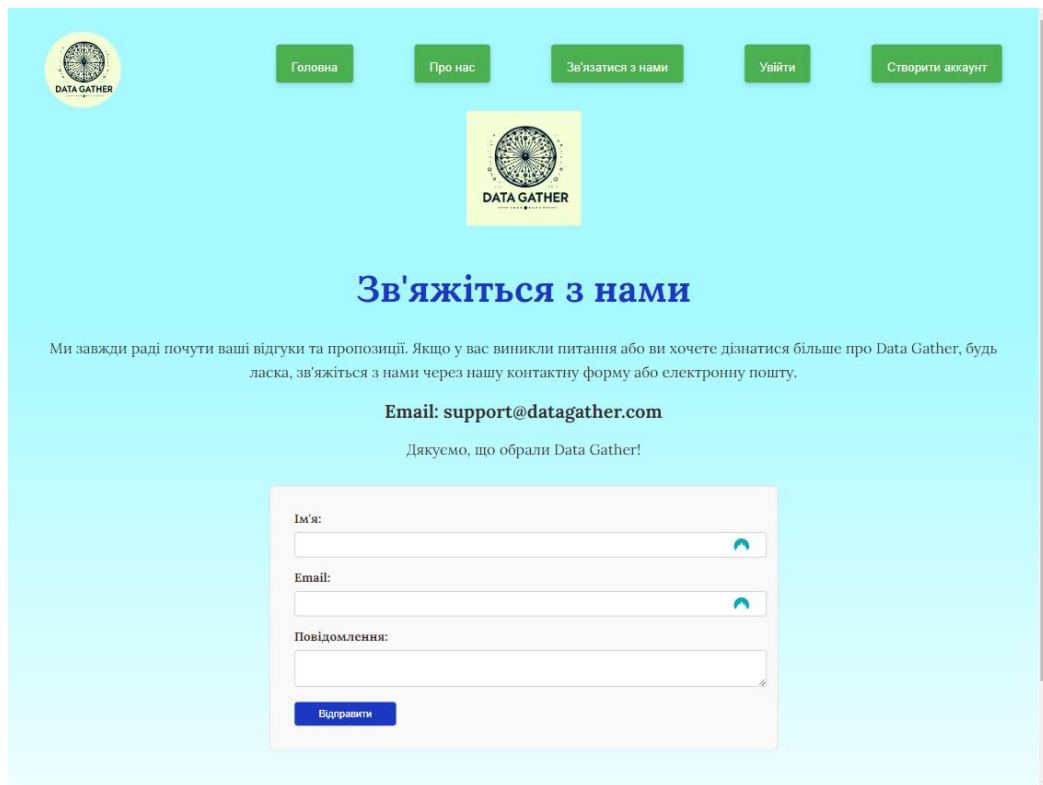 DATA GATHER
Головна
Про нас
Зв'язатися з нами
Увійти
Створити аккаунт
DATA GATHER
Зв'яжіться з нами
Ми завжди раді почути ваші відгуки та пропозиції. Якщо у вас виникли питання або ви хочете дізнатися більше про Data Gather, будь
ласка, зв'яжіться з нами через нашу контактну форму або електронну пошту.
Email: support@datagather.com
Дякуємо, що обрали Data Gather!
Ім'я:
Email:
Повідомлення:
Відправити